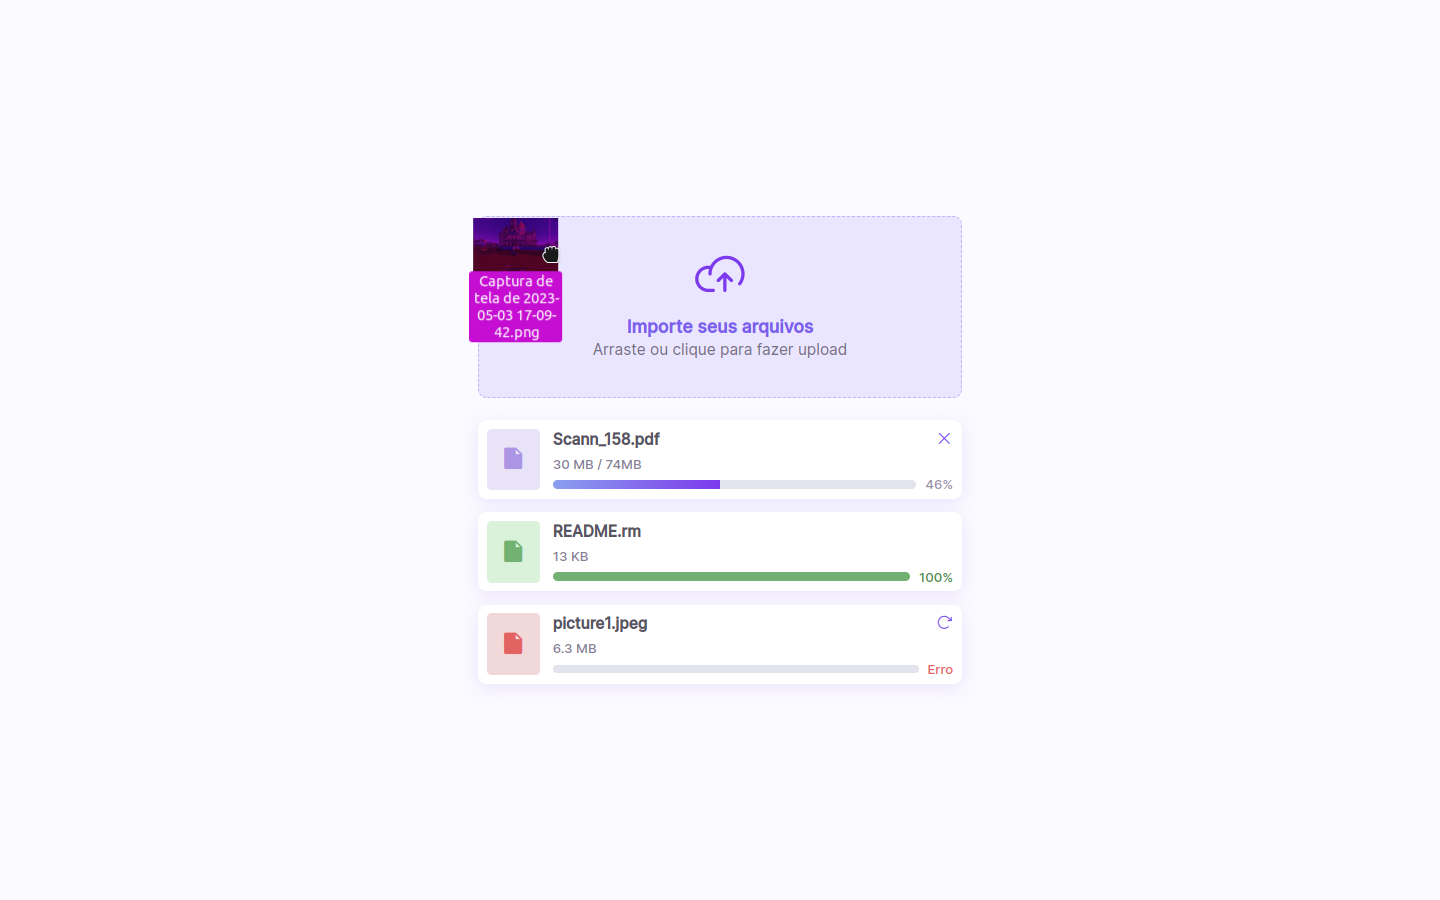 Captura de
tela de 2023-
05-03 17-09-
42.png
Importe seus arquivos
Arraste ou clique para fazer upload
Scann_158.pdf
30 MB / 74MB
46%
README.rm
13 KB
100%
picture1.jpeg
6.3 MB
Erro